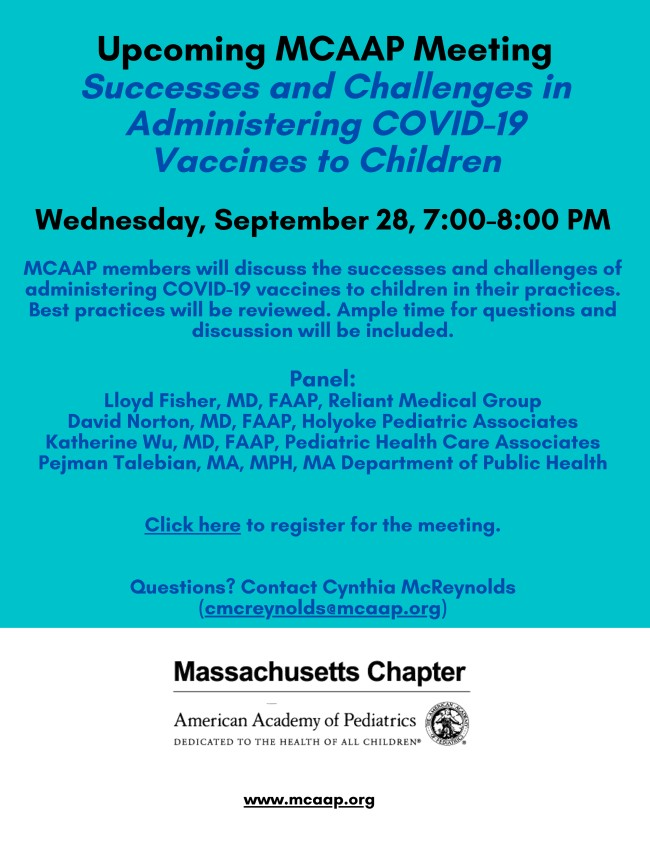 Upcoming MCAAP Meeting
Successes and Challenges in
Administering COVID-19
Vaccines to Children
Wednesday, September 28, 7:00-8:00 PM
MCAAP members will discuss the successes and challenges of
administering COVID-19 vaccines to children in their practices.
Best practices will be reviewed. Ample time for questions and
discussion will be included.
Panel:
Lloyd Fisher, MD, FAAP, Reliant Medical Group
David Norton, MD, FAAP, Holyoke Pediatric Associates
Katherine Wu, MD, FAAP, Pediatric Health Care Associates
Pejman Talebian, MA, MPH, MA Department of Public Health
Click here to register for the meeting.
Questions? Contact Cynthia McReynolds
(cmcreynolds@mcaap.org)
Massachusetts Chapter
American Academy of Pediatrics
DEDICATED TO THE HEALTH OF ALL CHILDREN®
www.mcaap.org